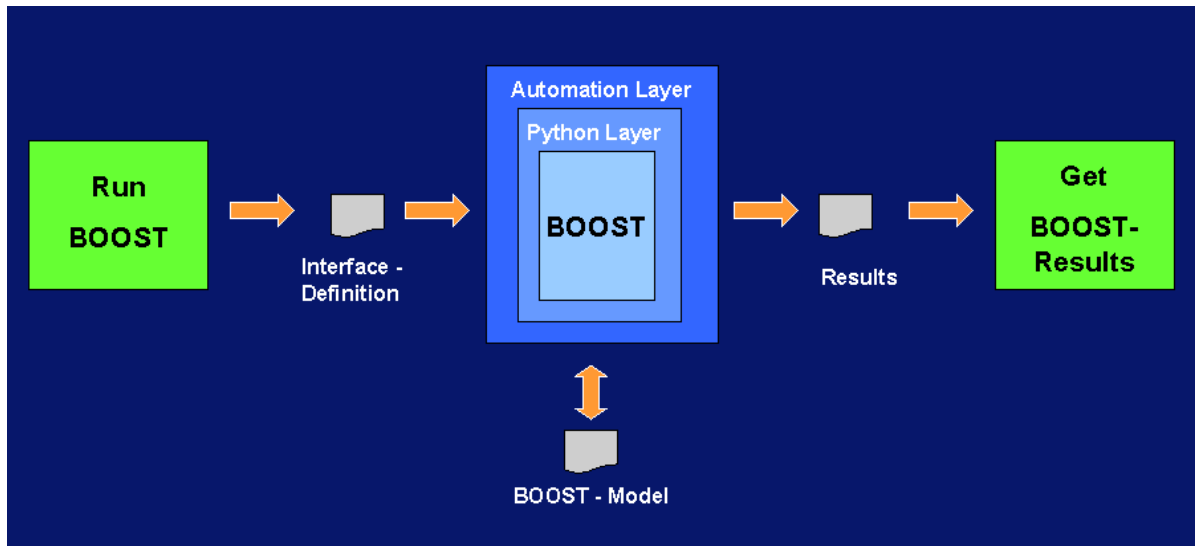 Run
BOOST
Interface -
Definition
Automation Layer
Python Layer
BOOST
BOOST - Model
Results
Get
BOOST-
Results